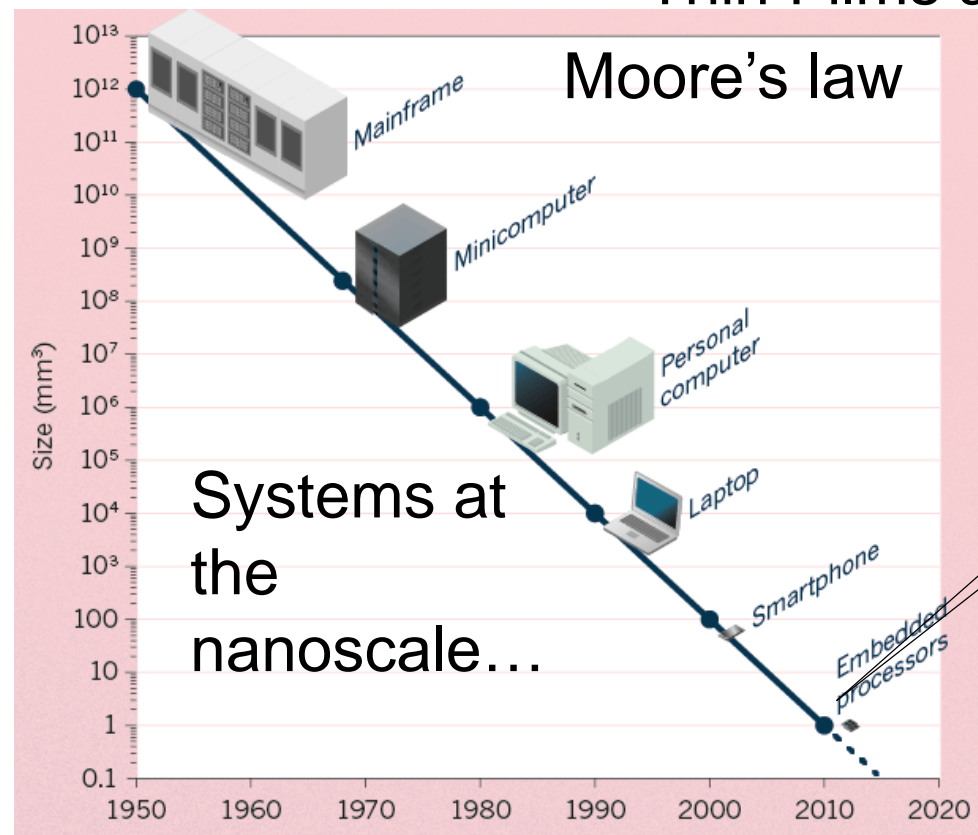 Thin Films
Moore’s law
10¹³
10¹²
10¹¹
10¹⁰
10⁹
10⁸
10⁷
10⁶
10⁵
10⁴
10³
100
10
1
0.1
Size (mm³)
Mainframe
Minicomputer
Personal
computer
Laptop
Smartphone
Embedded
processors
Systems at
the
nanoscale…
1950 1960 1970 1980 1990 2000 2010 2020